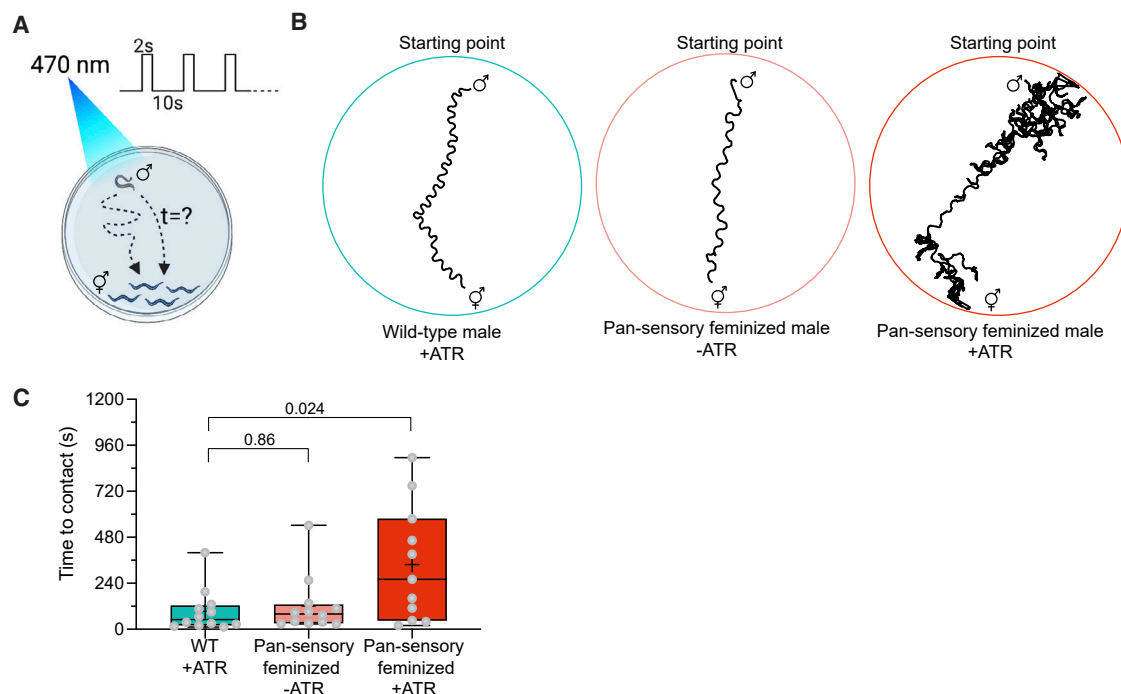 A
470 nm
2s
10s
♂
t=?
⚥
B
Starting point
♂
⚥
Wild-type male
+ATR
Starting point
♂
⚥
Pan-sensory feminized male
-ATR
Starting point
♂
⚥
Pan-sensory feminized male
+ATR
C
Time to contact (s)
1200
960
720
480
240
0
0.024
0.86
WT
+ATR
Pan-sensory
feminized
-ATR
Pan-sensory
feminized
+ATR